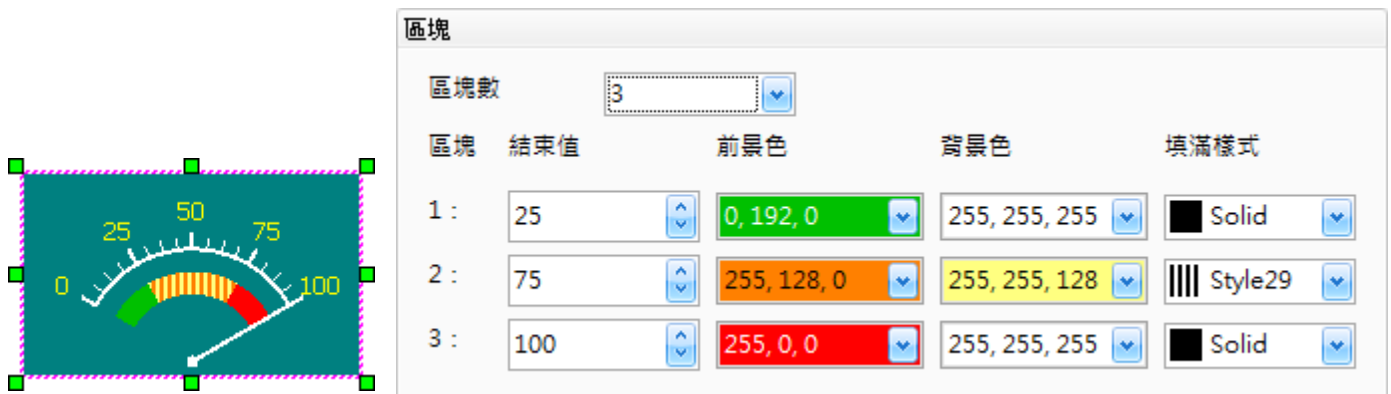 區塊
區塊數 3
區塊 結束值 前景色 背景色 填滿樣式
1 : 25 0, 192, 0 255, 255, 255 Solid
2 : 75 255, 128, 0 255, 255, 128 Style29
3 : 100 255, 0, 0 255, 255, 255 Solid
50
25 75
0 100